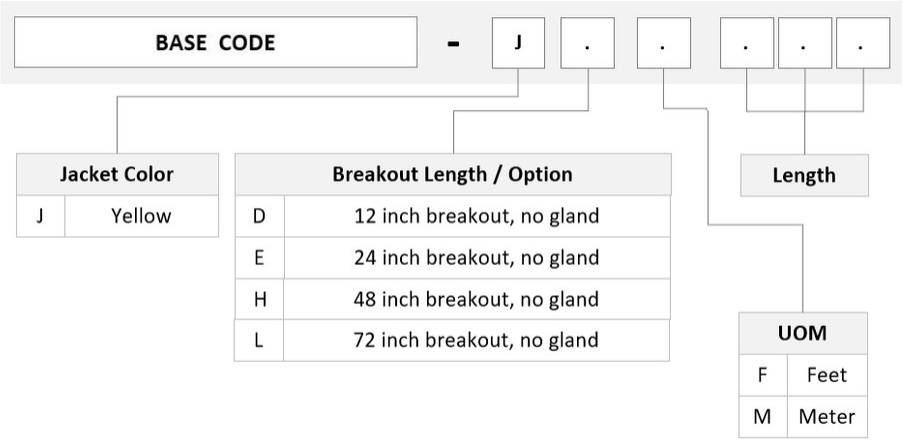 BASE CODE - J . . . . .
Jacket Color
J Yellow
Breakout Length / Option
D 12 inch breakout, no gland
E 24 inch breakout, no gland
H 48 inch breakout, no gland
L 72 inch breakout, no gland
Length
UOM
F Feet
M Meter